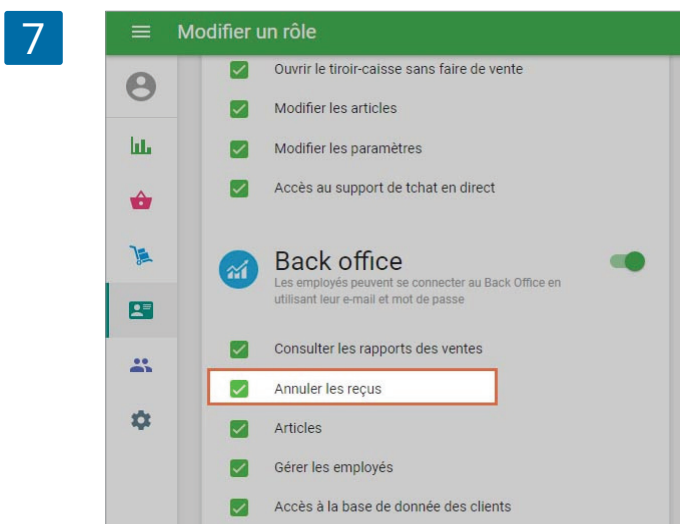 7
Modifier un rôle
Ouvrir le tiroir-caisse sans faire de vente
Modifier les articles
Modifier les paramètres
Accès au support de tchat en direct
Back office
Les employés peuvent se connecter au Back Office en
utilisant leur e-mail et mot de passe
Consulter les rapports des ventes
Annuler les reçus
Articles
Gérer les employés
Accès à la base de donnée des clients